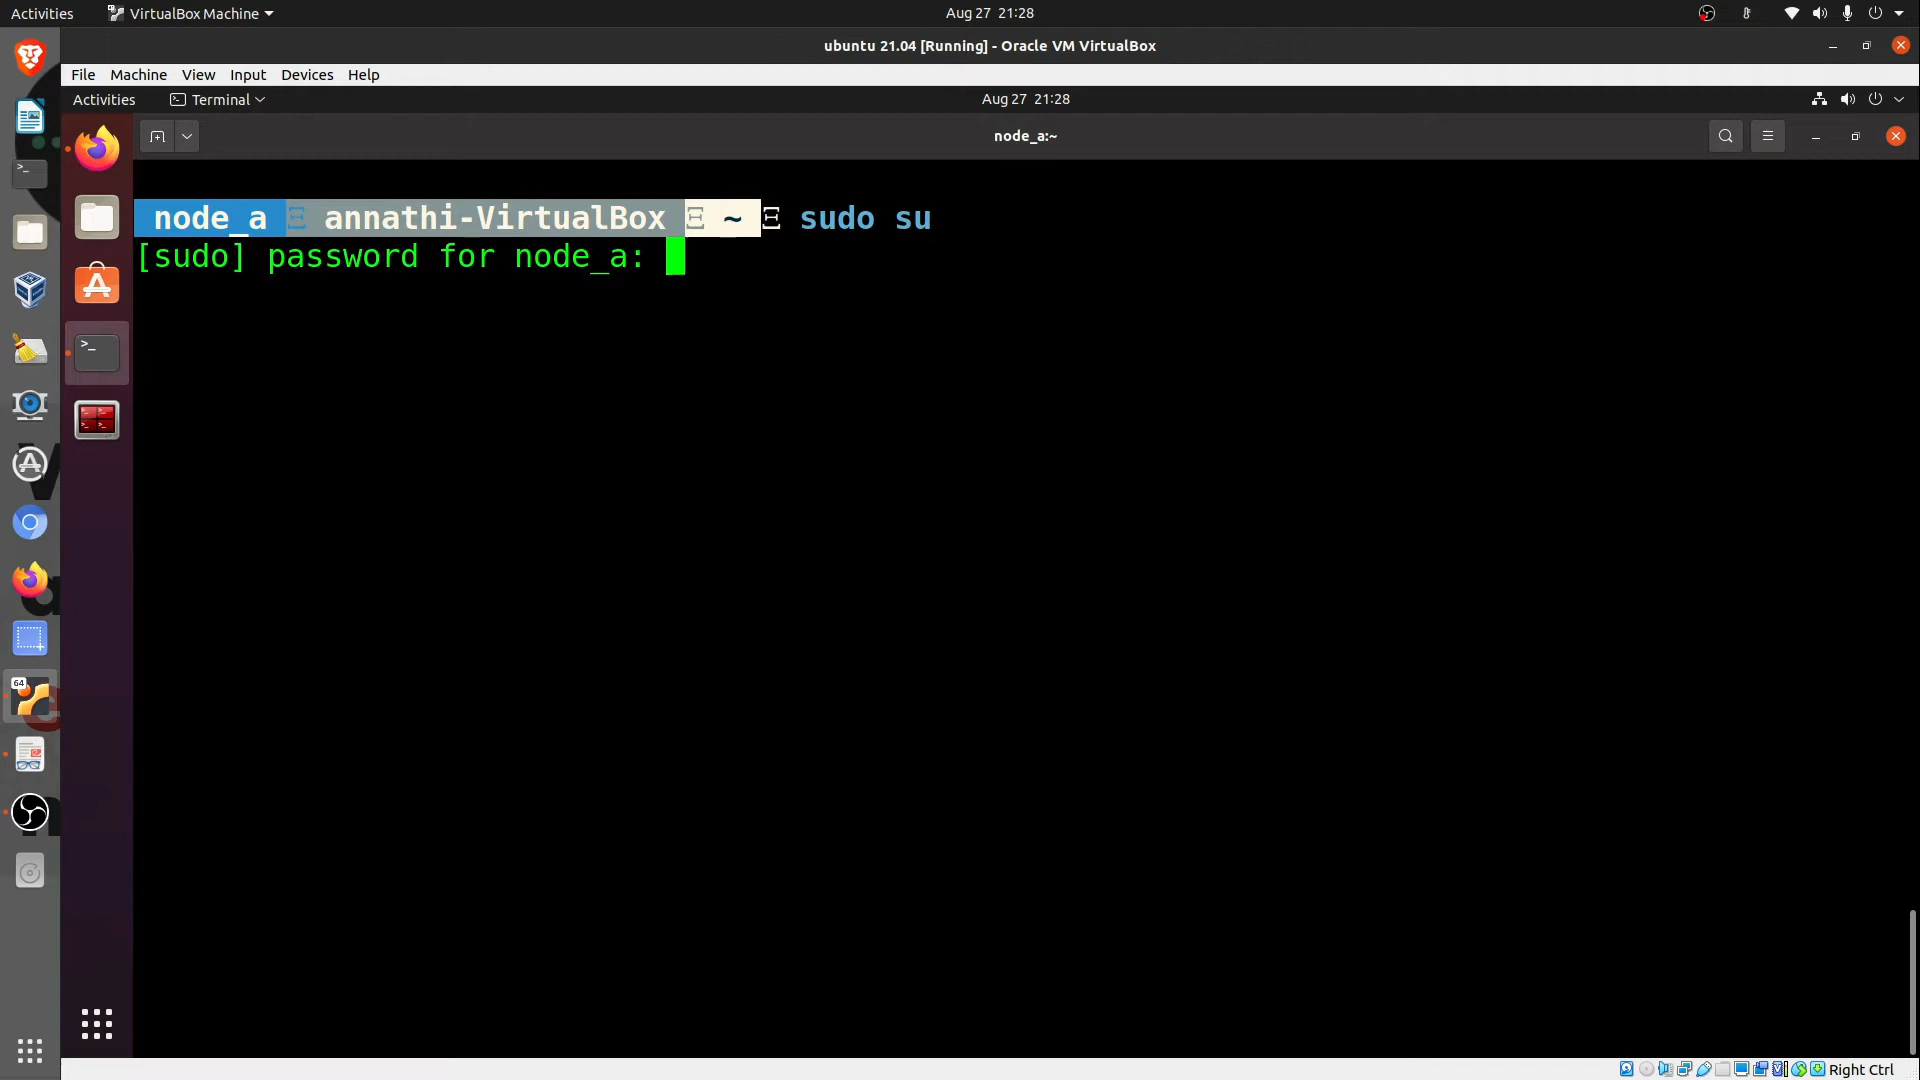 Activities VirtualBox Machine Aug 27 21:28
ubuntu 21.04 [Running] - Oracle VM VirtualBox
File Machine View Input Devices Help
Activities Terminal Aug 27 21:28
node_a:~
node_a Ξ annathi-VirtualBox Ξ ~ Ξ sudo su
[sudo] password for node_a:
64
Right Ctrl